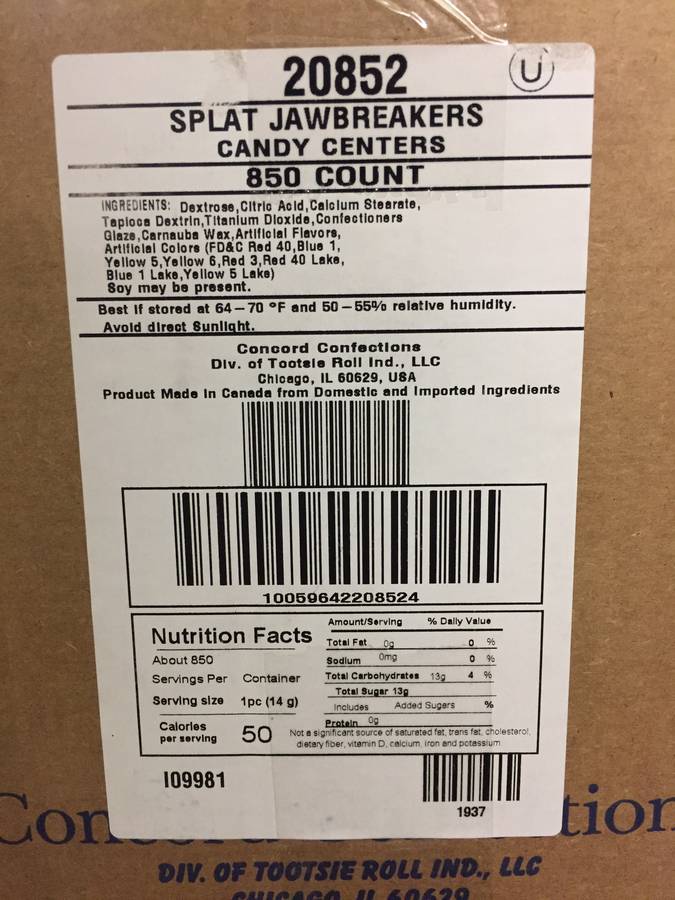 20852
U
SPLAT JAWBREAKERS
CANDY CENTERS
850 COUNT
INGREDIENTS: Dextrose,Citric Acid,Calcium Stearate,
Tapioca Dextrin,Titanium Dioxide,Confectioners
Glaze,Carnauba Wax,Artificial Flavors,
Artificial Colors (FD&C Red 40,Blue 1,
Yellow 5,Yellow 6,Red 3,Red 40 Lake,
Blue 1 Lake,Yellow 5 Lake)
Soy may be present.
Best if stored at 64-70 °F and 50-55% relative humidity.
Avoid direct Sunlight.
Concord Confections
Div. of Tootsie Roll Ind., LLC
Chicago, IL 60629, USA
Product Made in Canada from Domestic and Imported Ingredients
10059642208524
Nutrition Facts
About 850
Servings Per Container
Serving size 1pc (14 g)
Calories
per serving 50
Amount/Serving % Daily Value
Total Fat 0g 0 %
Sodium 0mg 0 %
Total Carbohydrates 13g 4 %
Total Sugar 13g
Includes Added Sugers %
Protein 0g
Not a significant source of saturated fat, trans fat, cholesterol,
dietary fiber, vitamin D, calcium, iron and potassium
I09981
1937
Con tion
DIV. OF TOOTSIE ROLL IND., LLC
CHICAGO IL 60629